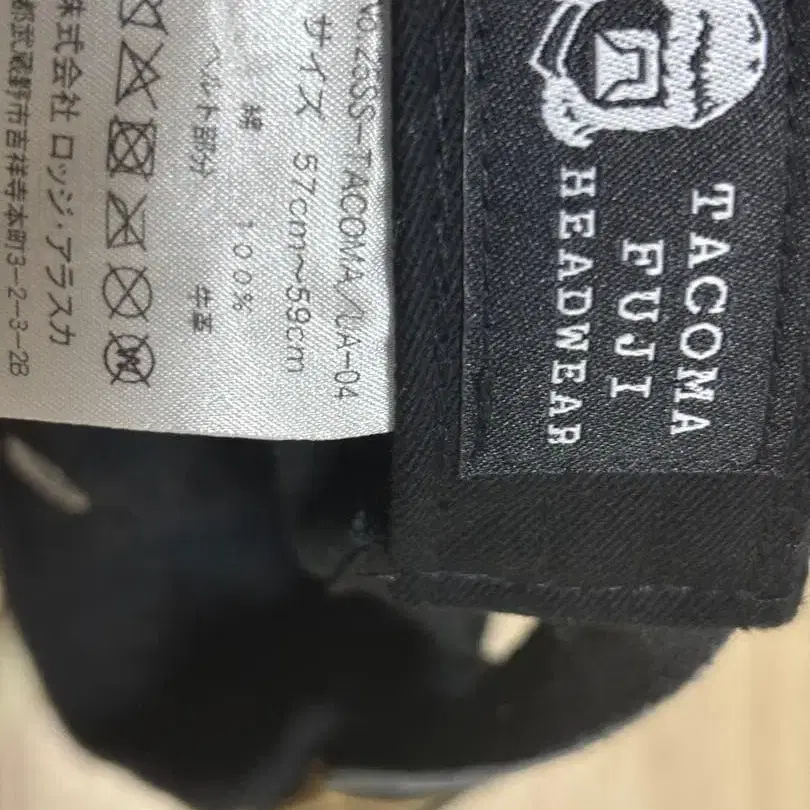 No.23SS-TACOMA/UA-04
サイズ 57cm~59cm
綿 100%
ベルト部分 牛革
株式会社 ロッジ・アラスカ
都武蔵野市吉祥寺本町3-2-3-2B
TACOMA
FUJI
HEADWEAR